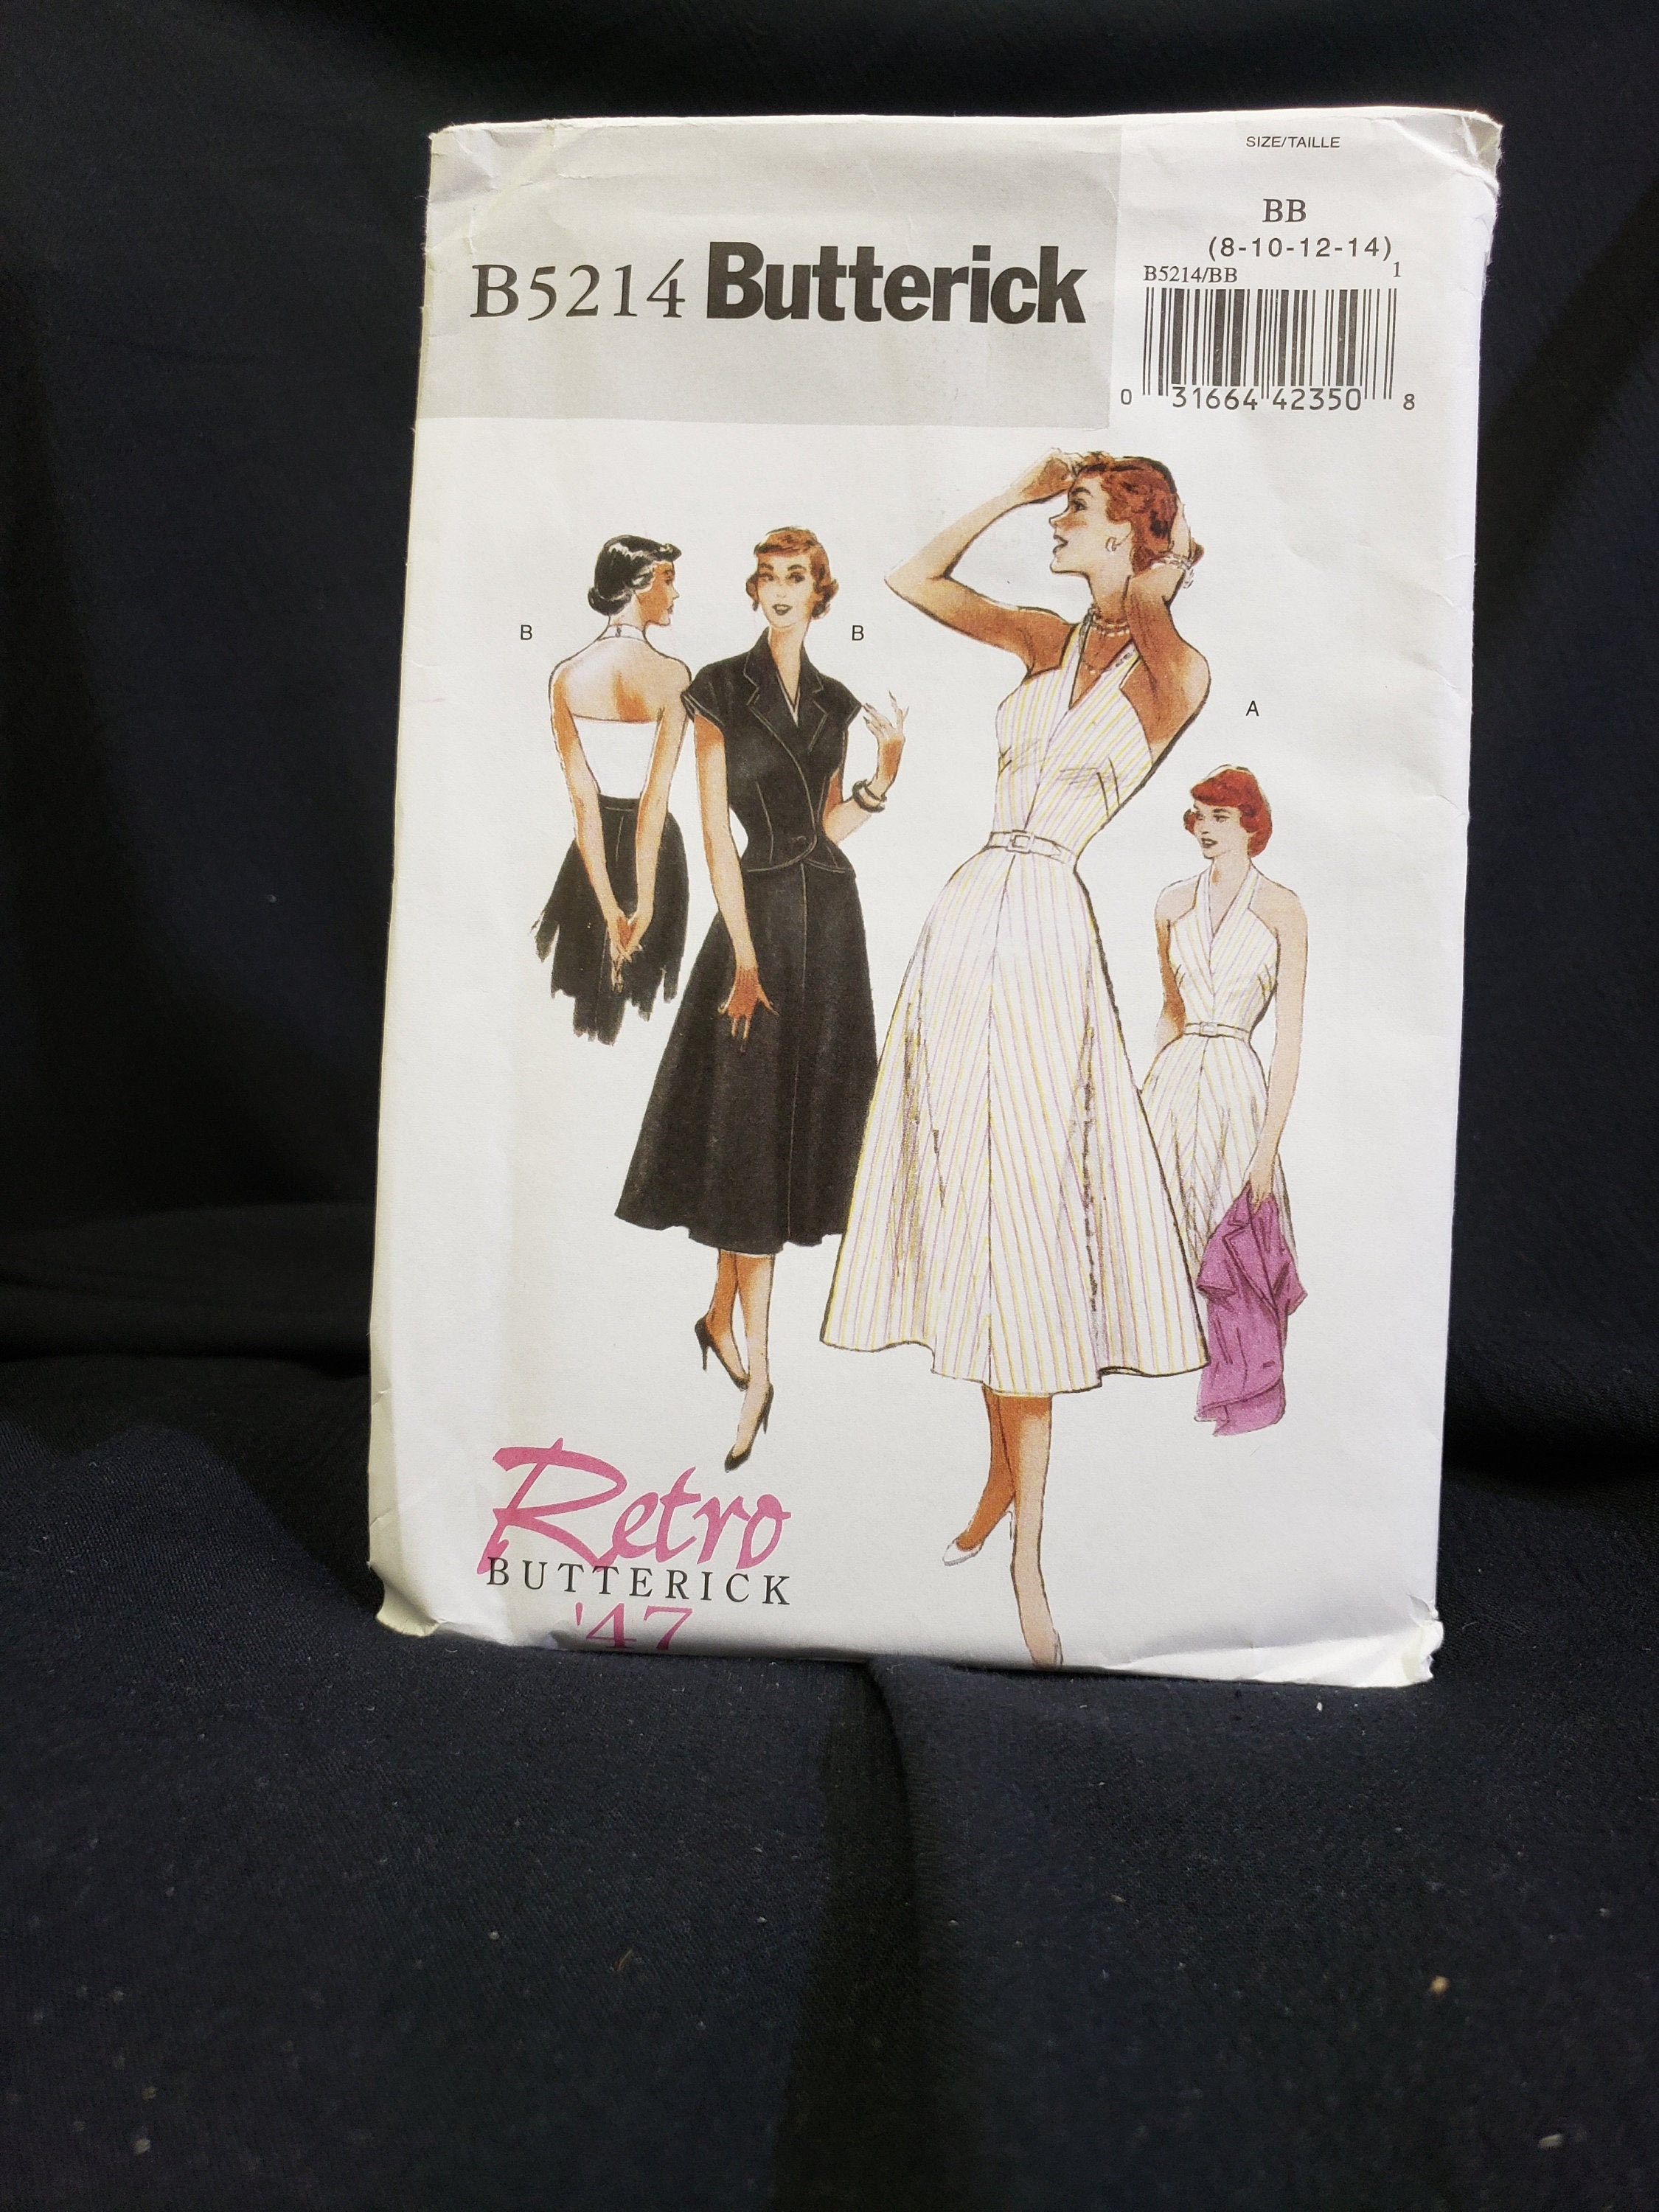 SIZE/TAILLE
BB
(8-10-12-14)
B5214 Butterick
B5214/BB 1
0 31664 42350 8
B
B
A
Retro
BUTTERICK
'47